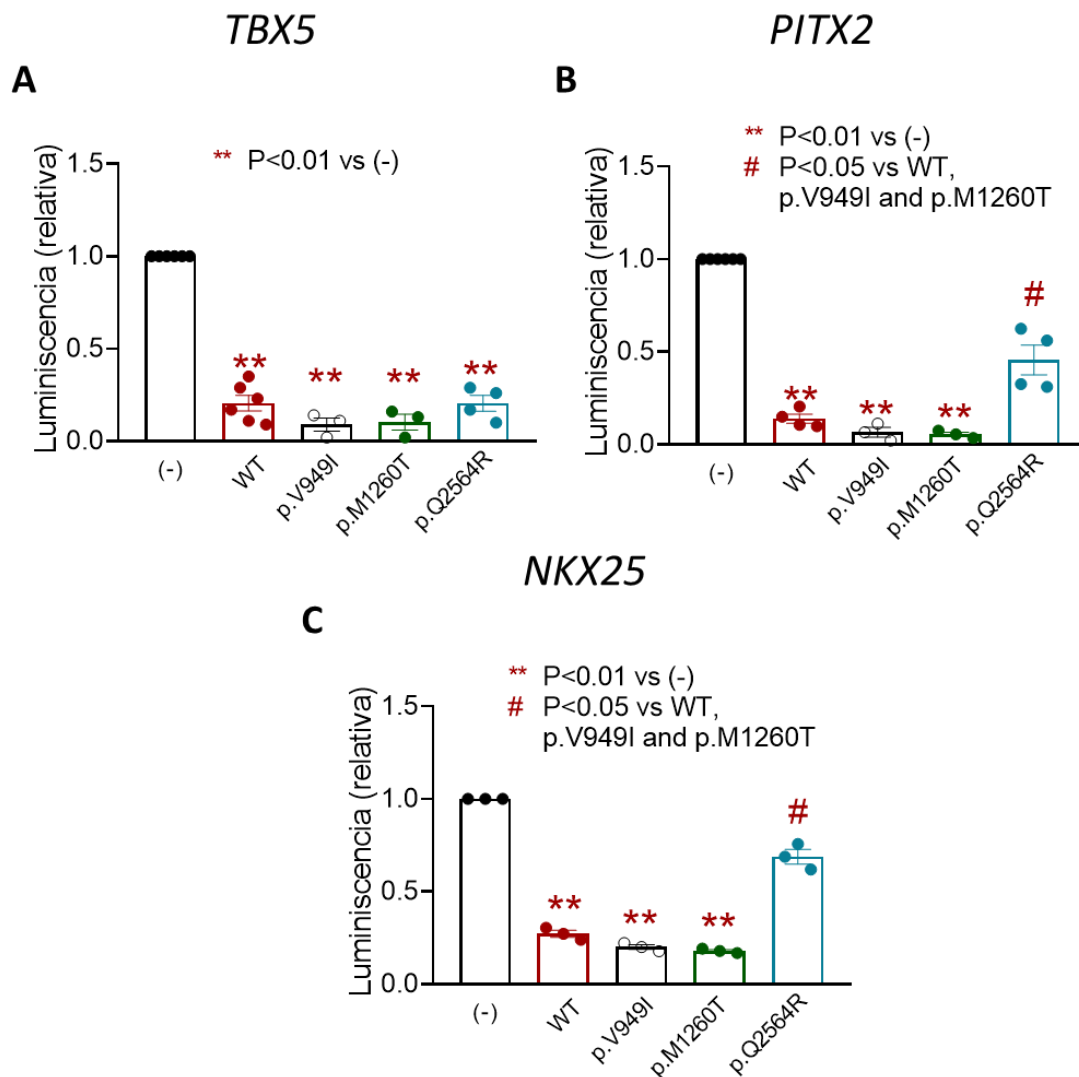 TBX5
A
** P<0.01 vs (-)
Luminiscencia (relativa)
1.5
1.0
0.5
0.0
**
**
**
**
(-)
WT
p.V949I
p.M1260T
p.Q2564R
PITX2
B
** P<0.01 vs (-)
# P<0.05 vs WT,
p.V949I and p.M1260T
Luminiscencia (relativa)
1.5
1.0
0.5
0.0
**
**
**
#
(-)
WT
p.V949I
p.M1260T
p.Q2564R
NKX25
C
** P<0.01 vs (-)
# P<0.05 vs WT,
p.V949I and p.M1260T
Luminiscencia (relativa)
1.5
1.0
0.5
0.0
**
**
**
#
(-)
WT
p.V949I
p.M1260T
p.Q2564R